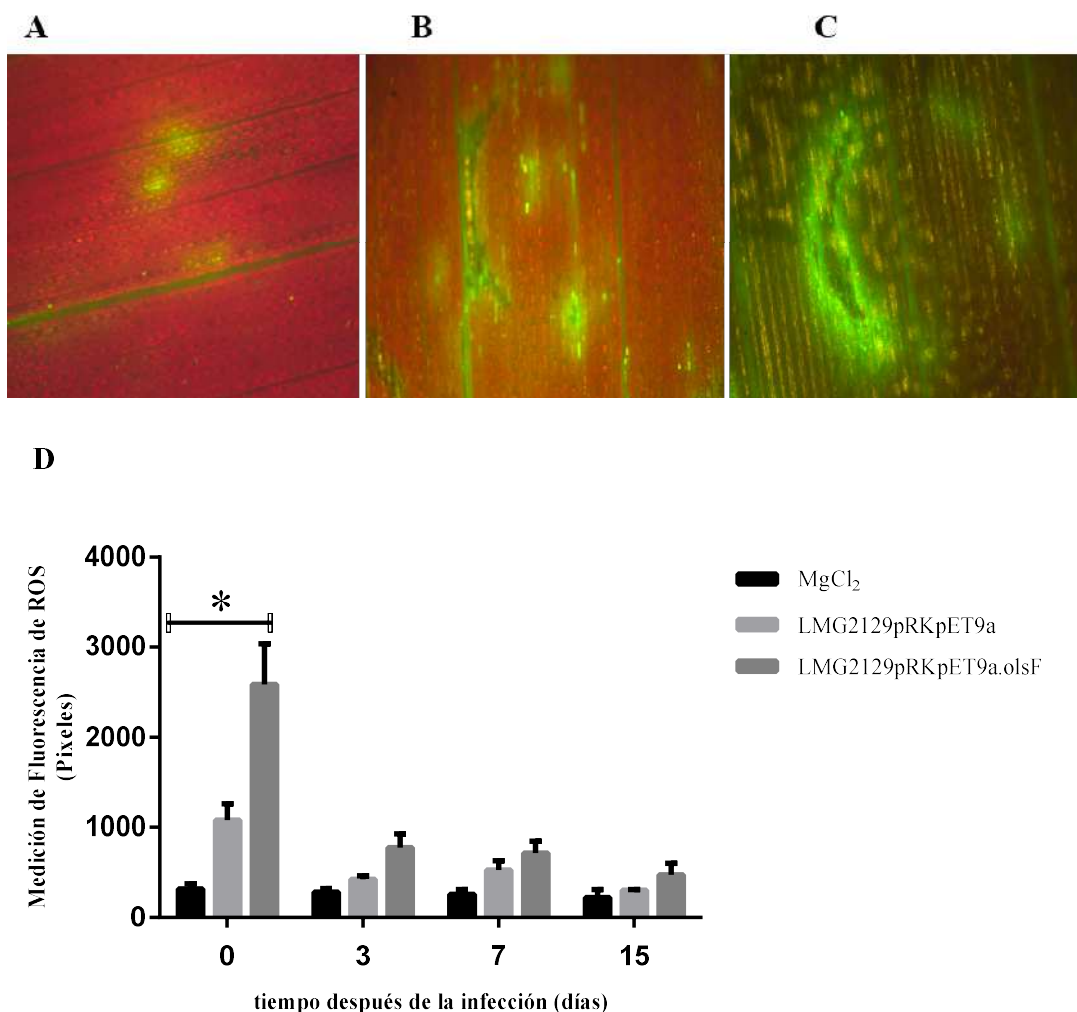 A
B
C
D
Medición de Fluorescencia de ROS
(Pixeles)
4000
3000
2000
1000
0
*
0
3
7
15
tiempo después de la infección (días)
MgCl₂
LMG2129pRKpET9a
LMG2129pRKpET9a.olsF